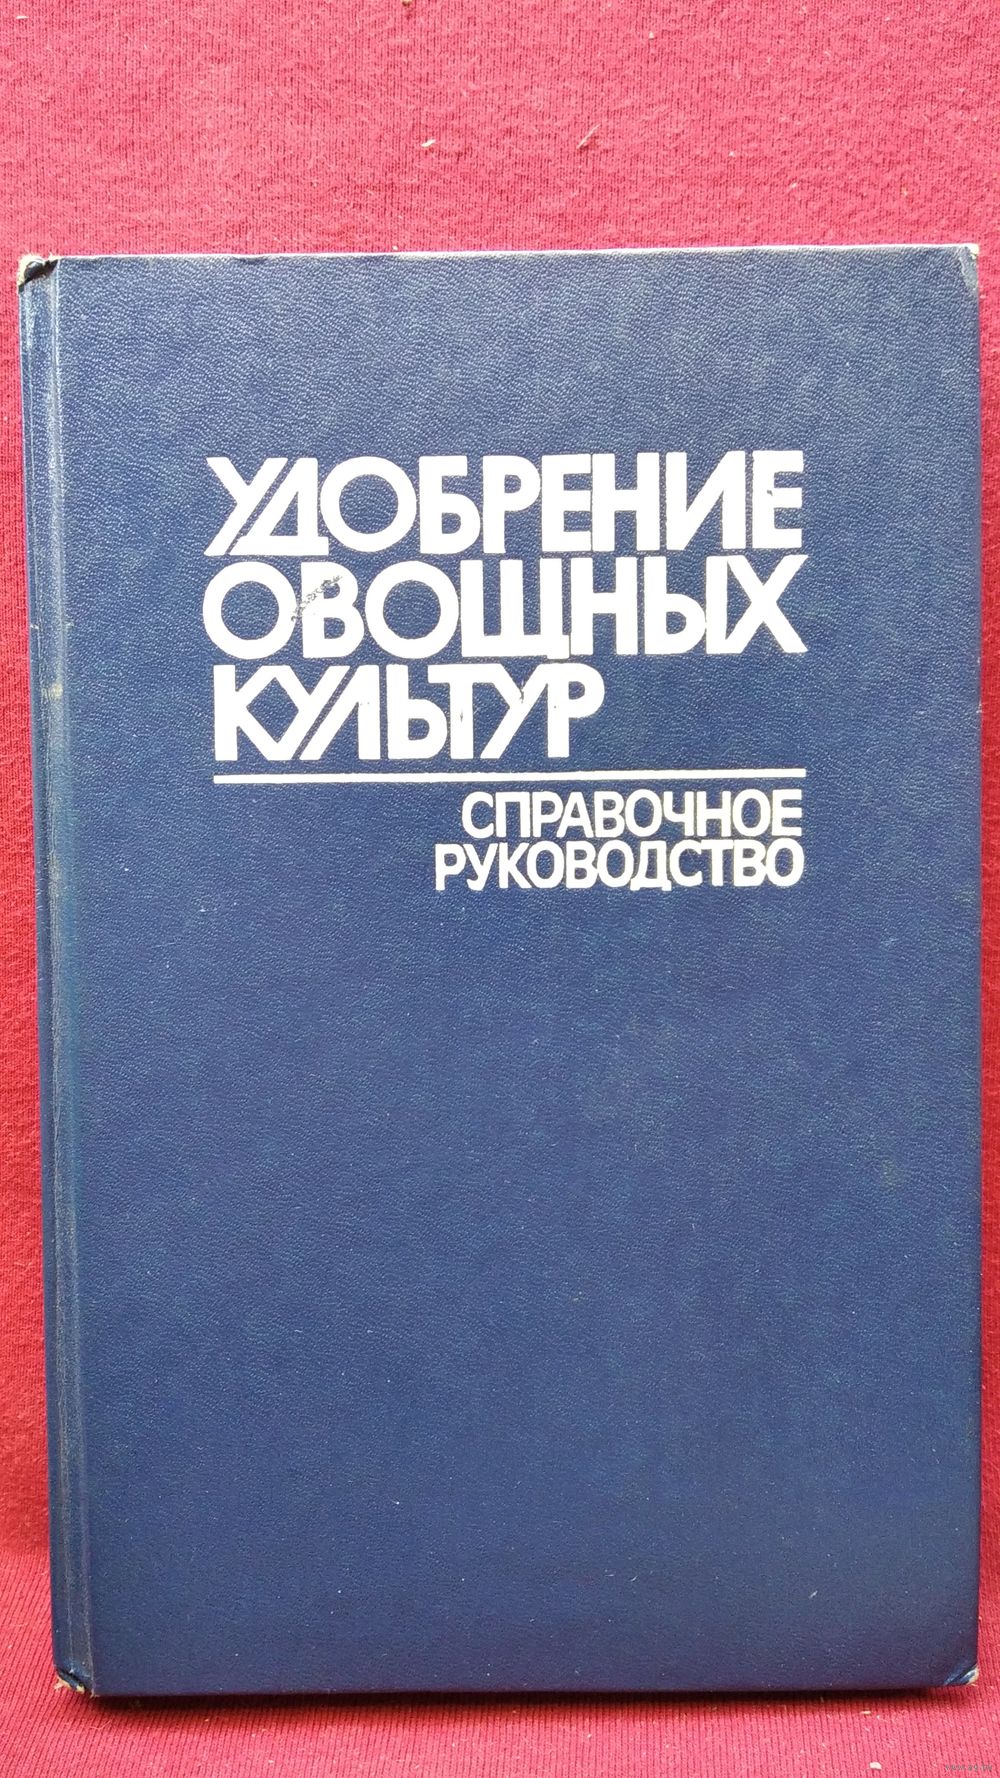 УДОБРЕНИЕ
ОВОЩНЫХ
КУЛЬТУР
СПРАВОЧНОЕ
РУКОВОДСТВО